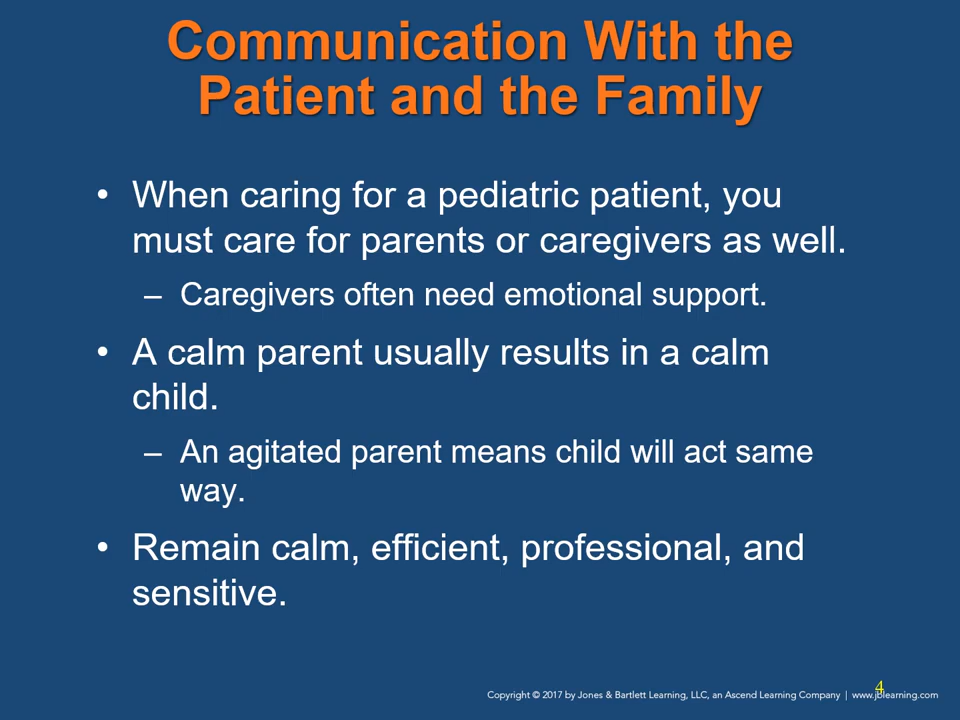 Communication With the
Patient and the Family
• When caring for a pediatric patient, you
must care for parents or caregivers as well.
– Caregivers often need emotional support.
• A calm parent usually results in a calm
child.
– An agitated parent means child will act same
way.
• Remain calm, efficient, professional, and
sensitive.
4
Copyright © 2017 by Jones & Bartlett Learning, LLC, an Ascend Learning Company | www.jblearning.com